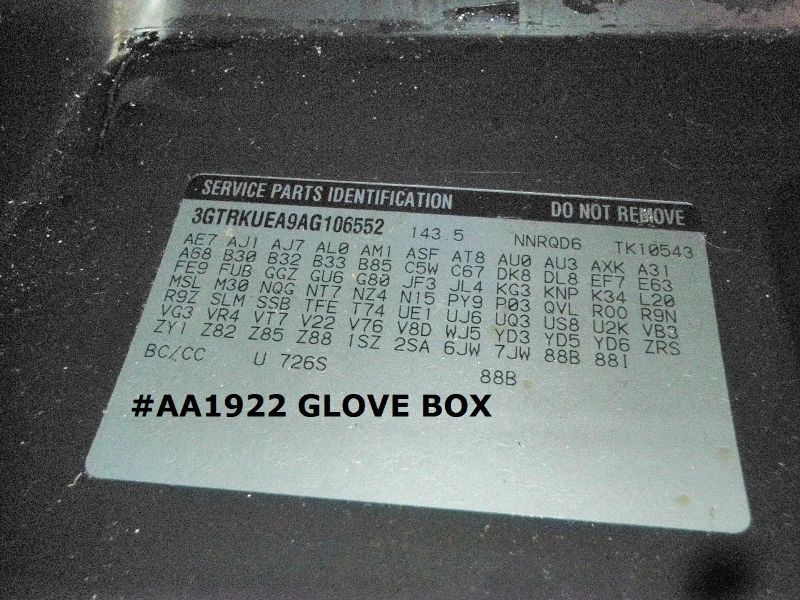 SERVICE PARTS IDENTIFICATION DO NOT REMOVE
3GTRKUEA9AG106552 143.5 NNRQD6 TK10543
AE7 AJ1 AJ7 AL0 AM1 ASF AT8 AU0 AU3 AXK A31
A68 B30 B32 B33 B85 C5W C67 DK8 DL8 EF7 E63
FE9 FUB GGZ GU6 G80 JF3 JL4 KG3 KNP K34 L20
MSL M30 NQG NT7 NZ4 N15 PY9 P03 QVL R00 R9N
R9Z SLM SSB TFE T74 UE1 UJ6 UQ3 US8 U2K VB3
VG3 VR4 VT7 V22 V76 V8D WJ5 YD3 YD5 YD6 ZRS
ZY1 Z82 Z85 Z88 1SZ 2SA 6JW 7JW 88B 88I
BC/CC U 726S 88B
#AA1922 GLOVE BOX